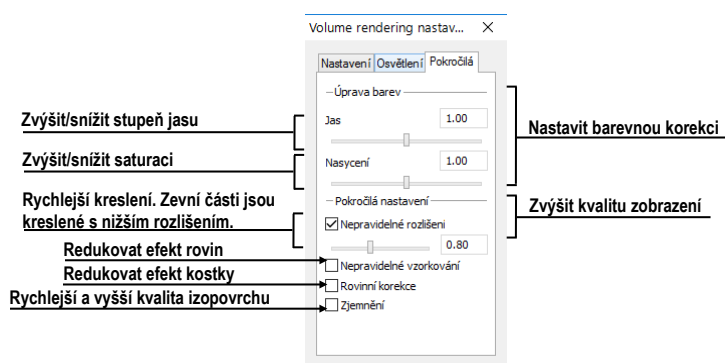 Volume rendering nastav... ✕
Nastavení Osvětlení Pokročilá
Úprava barev
Jas 1.00
Nasycení 1.00
Pokročilá nastavení
Nepravidelné rozlišeni
0.80
Nepravidelné vzorkování
Rovinní korekce
Zjemnění
Zvýšit/snížit stupeň jasu
Zvýšit/snížit saturaci
Rychlejší kreslení. Zevní části jsou
kreslené s nižším rozlišením.
Redukovat efekt rovin
Redukovat efekt kostky
Rychlejší a vyšší kvalita izopovrchu
Nastavit barevnou korekci
Zvýšit kvalitu zobrazení